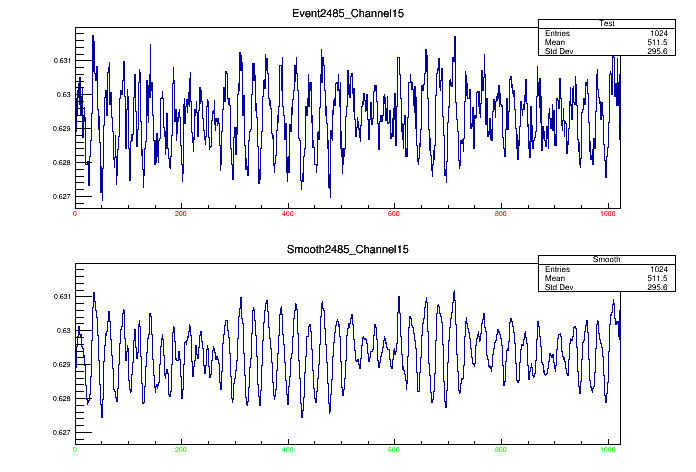 Event2485_Channel15
Test
Entries 1024
Mean 511.5
Std Dev 295.6
0.631
0.63
0.629
0.628
0.627
0 200 400 600 800 1000
Smooth2485_Channel15
Smooth
Entries 1024
Mean 511.5
Std Dev 295.6
0.631
0.63
0.629
0.628
0.627
0 200 400 600 800 1000